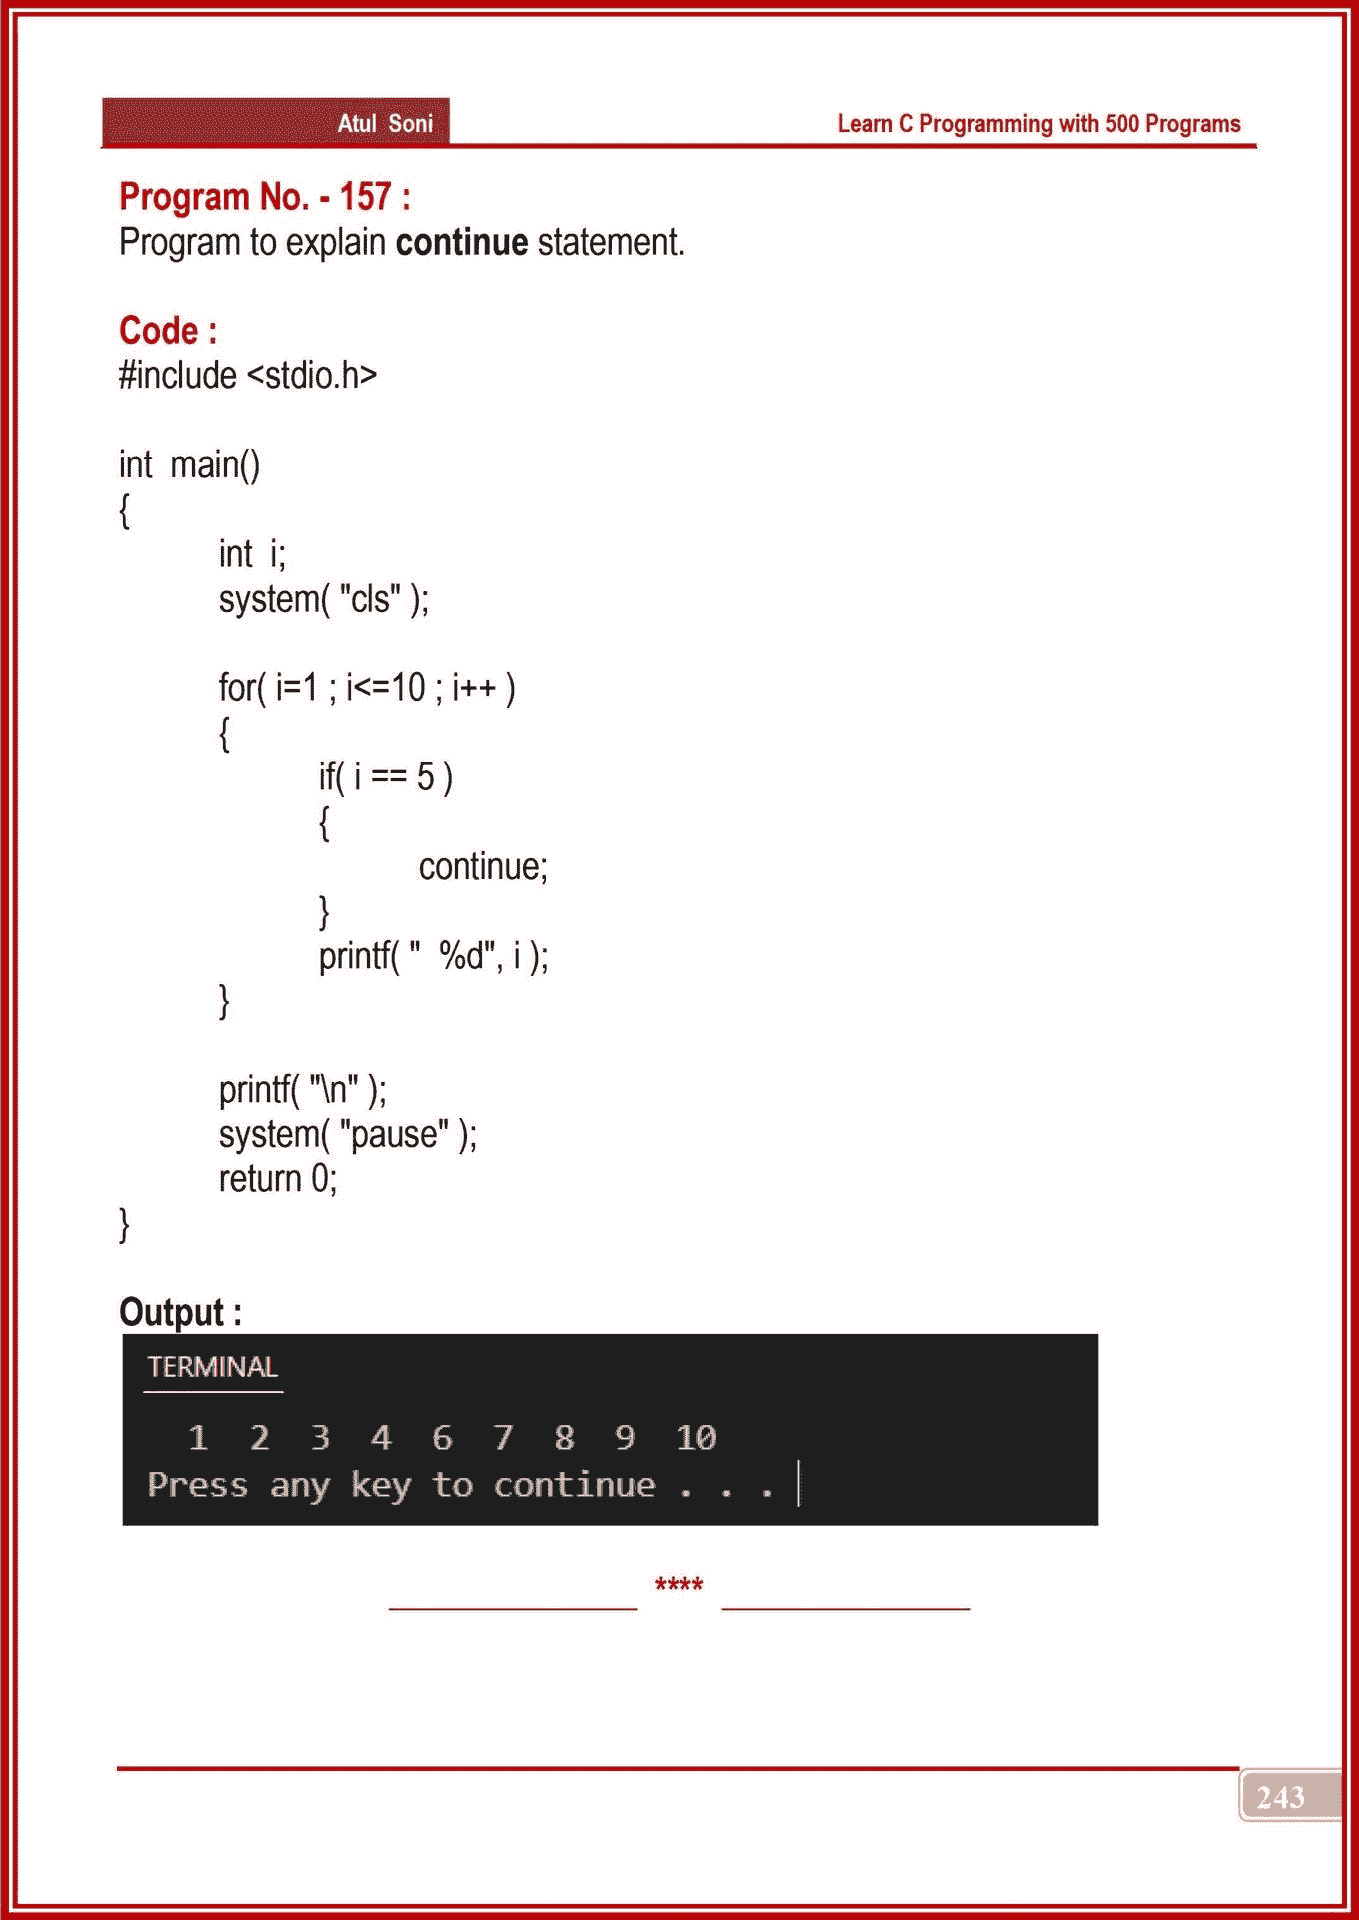 Atul  Soni
Learn C Programming with 500 Programs
Program No. - 157 :
Program to explain continue statement.
Code :
#include <stdio.h>
int  main()
{
int  i;
system( "cls" );
for( i=1 ; i<=10 ; i++ )
{
if( i == 5 )
{
continue;
}
printf( "  %d", i );
}
printf( "\n" );
system( "pause" );
return 0;
}
Output :
TERMINAL
1  2  3  4  6  7  8  9  10
Press any key to continue . . .
****
243